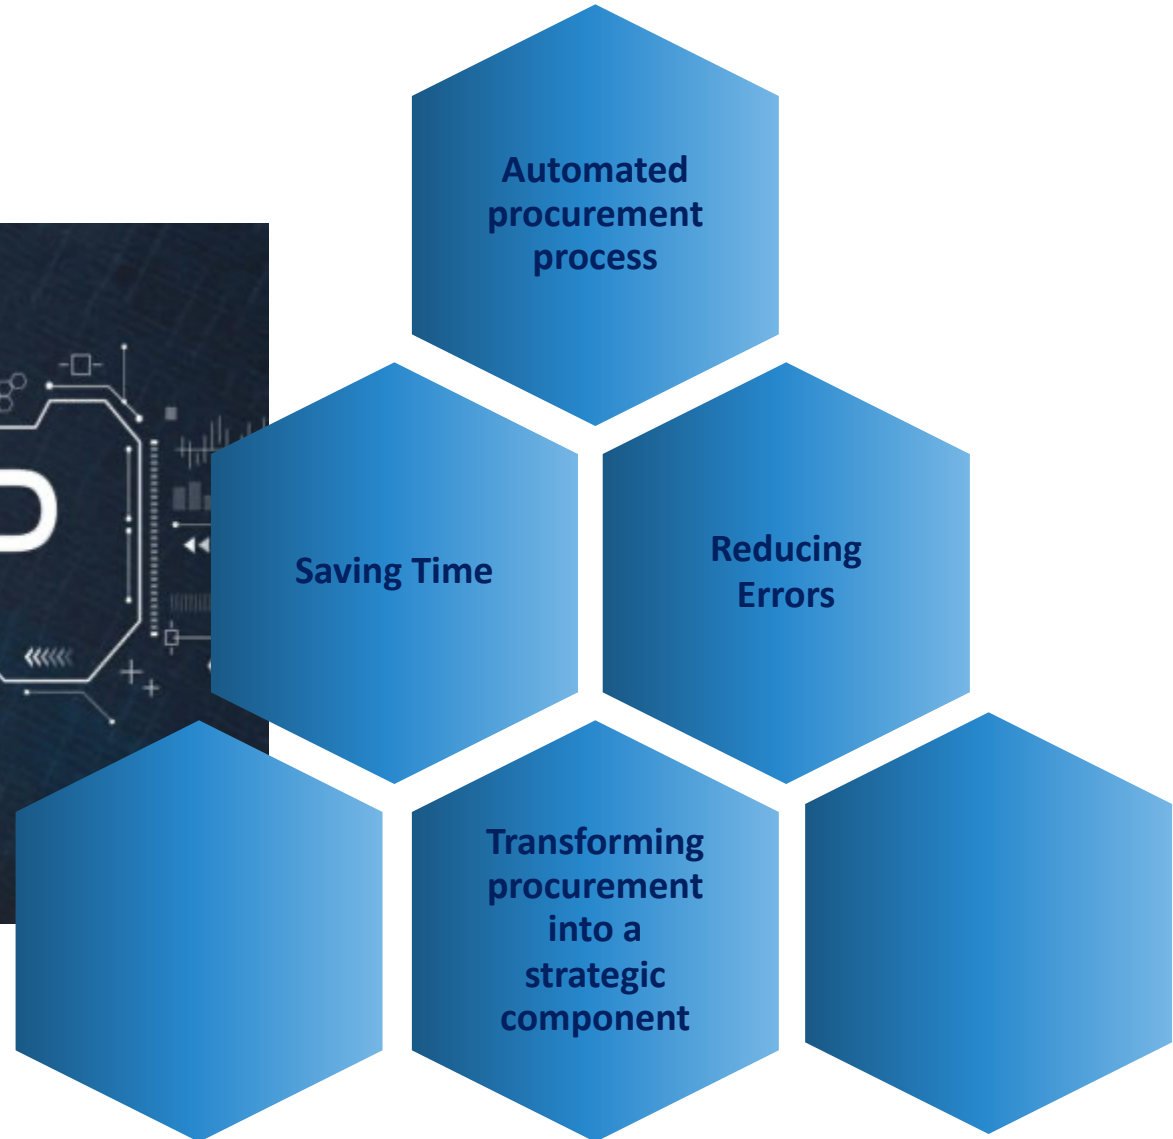 Automated
procurement
process
Saving Time
Reducing
Errors
Transforming
procurement
into a
strategic
component